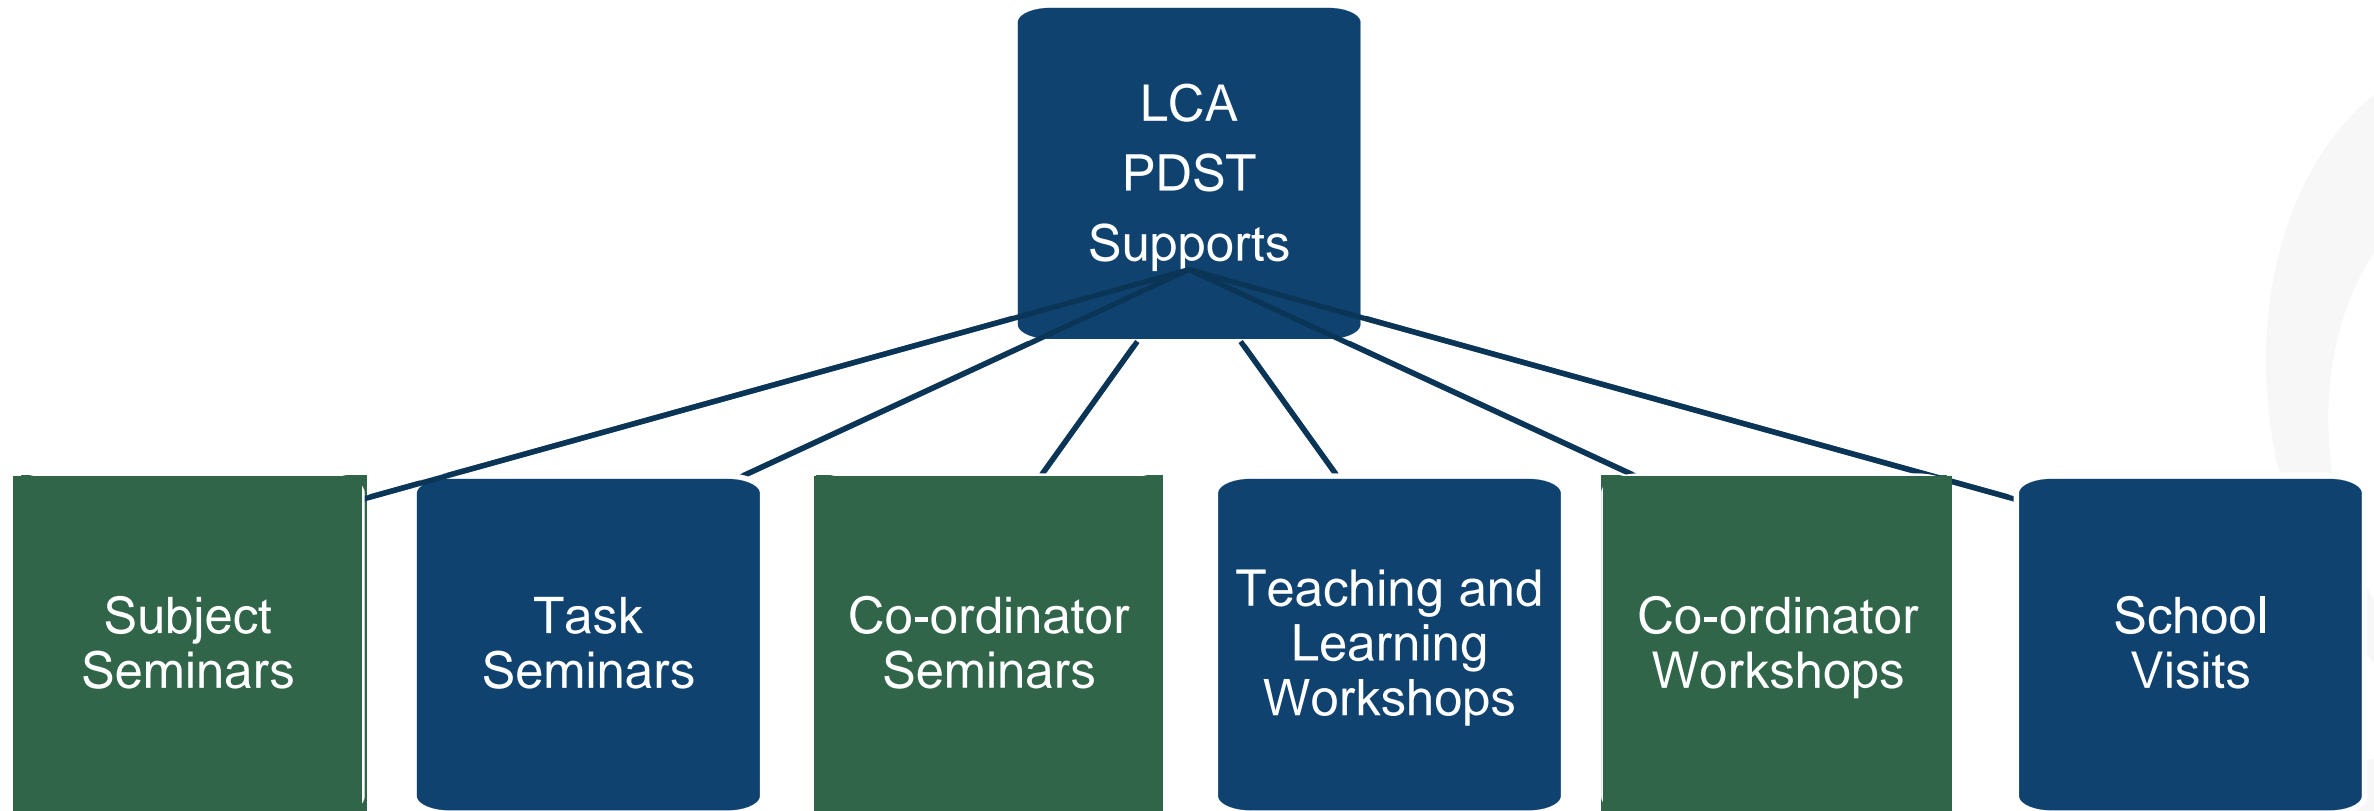 LCA
PDST
Supports
Subject
Seminars
Task
Seminars
Co-ordinator
Seminars
Teaching and
Learning
Workshops
Co-ordinator
Workshops
School
Visits